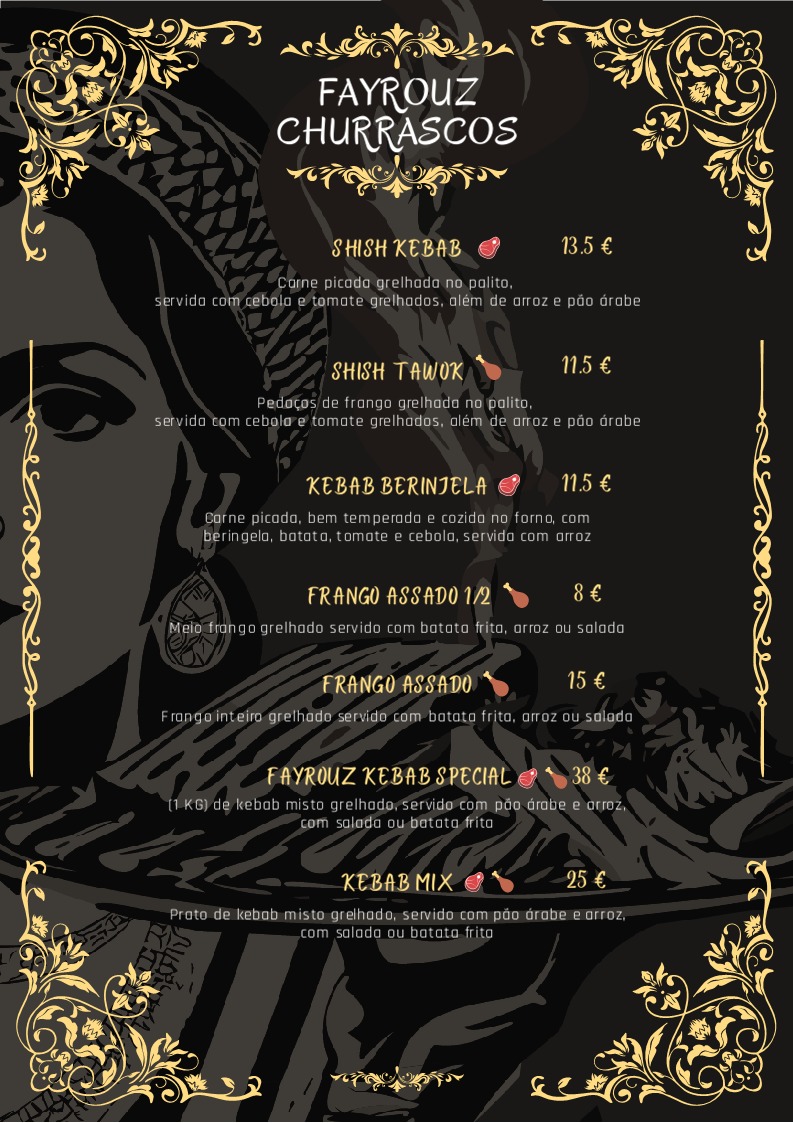 FAYROUZ
CHURRASCOS
SHISH KEBAB 13.5 €
Carne picada grelhada no palito,
servida com cebola e tomate grelhados, além de arroz e pão árabe
SHISH TAWOK 11.5 €
Pedaços de frango grelhada no palito,
servida com cebola e tomate grelhados, além de arroz e pão árabe
KEBAB BERINJELA 11.5 €
Carne picada, bem temperada e cozida no forno, com
beringela, batata, tomate e cebola, servida com arroz
FRANGO ASSADO 1/2 8 €
Meio frango grelhado servido com batata frita, arroz ou salada
FRANGO ASSADO 15 €
Frango inteiro grelhado servido com batata frita, arroz ou salada
FAYROUZ KEBAB SPECIAL 38 €
(1 KG) de kebab misto grelhado, servido com pão árabe e arroz,
com salada ou batata frita
KEBAB MIX 25 €
Prato de kebab misto grelhado, servido com pão árabe e arroz,
com salada ou batata frita